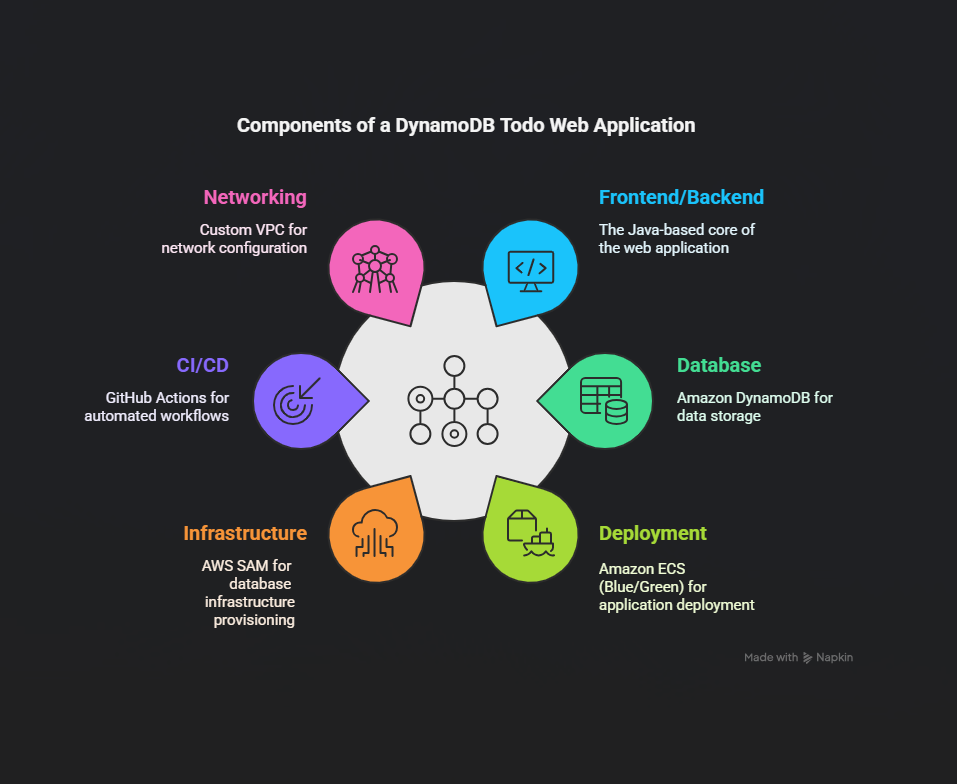 Components of a DynamoDB Todo Web Application
Networking
Custom VPC for
network configuration
Frontend/Backend
The Java-based core of
the web application
CI/CD
GitHub Actions for
automated workflows
Database
Amazon DynamoDB for
data storage
Infrastructure
AWS SAM for
database
infrastructure
provisioning
Deployment
Amazon ECS
(Blue/Green) for
application deployment
Made with Napkin